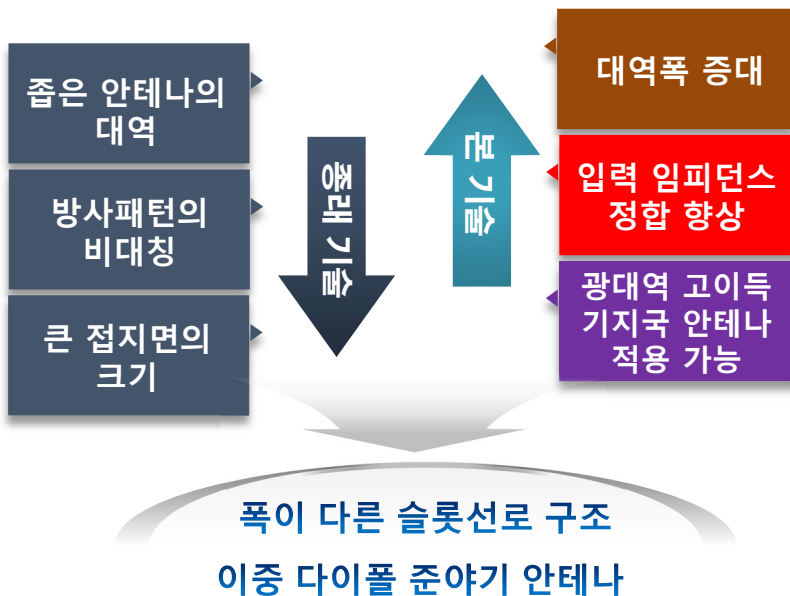 좁은 안테나의
대역
방사패턴의
비대칭
큰 접지면의
크기
종래 기술
본 기술
대역폭 증대
입력 임피던스
정합 향상
광대역 고이득
기지국 안테나
적용 가능
폭이 다른 슬롯선로 구조
이중 다이폴 준야기 안테나